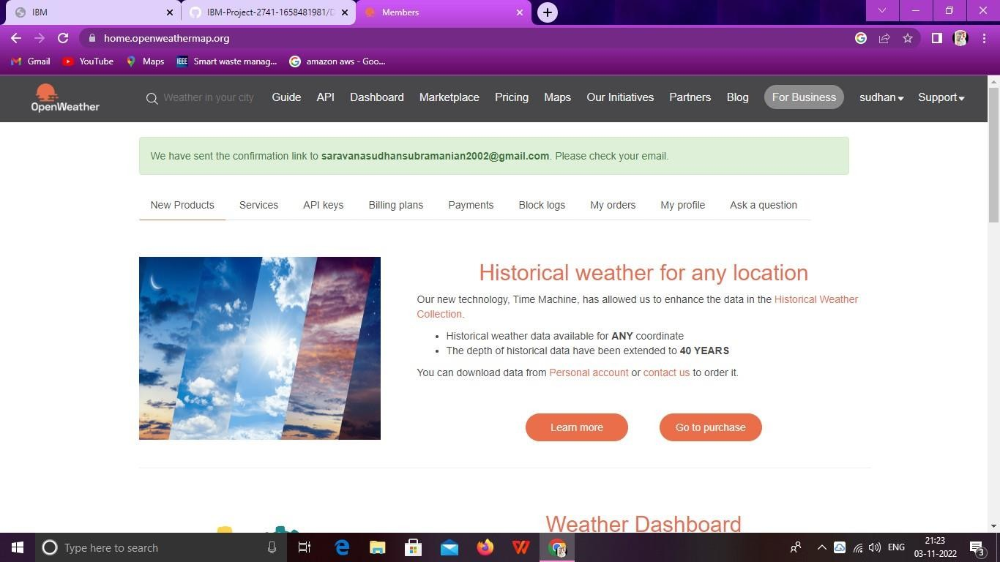 IBM
IBM-Project-2741-1658481981/D
Members
home.openweathermap.org
Gmail
YouTube
Maps
IEEE
Smart waste manag...
amazon aws - Goo...
OpenWeather
Weather in your city
Guide
API
Dashboard
Marketplace
Pricing
Maps
Our Initiatives
Partners
Blog
For Business
sudhan
Support
We have sent the confirmation link to saravanasudhansubramanian2002@gmail.com. Please check your email.
New Products
Services
API keys
Billing plans
Payments
Block logs
My orders
My profile
Ask a question
Historical weather for any location
Our new technology, Time Machine, has allowed us to enhance the data in the Historical Weather
Collection.
• Historical weather data available for ANY coordinate
• The depth of historical data have been extended to 40 YEARS
You can download data from Personal account or contact us to order it.
Learn more
Go to purchase
Weather Dashboard
Type here to search
ENG
21:23
03-11-2022
3